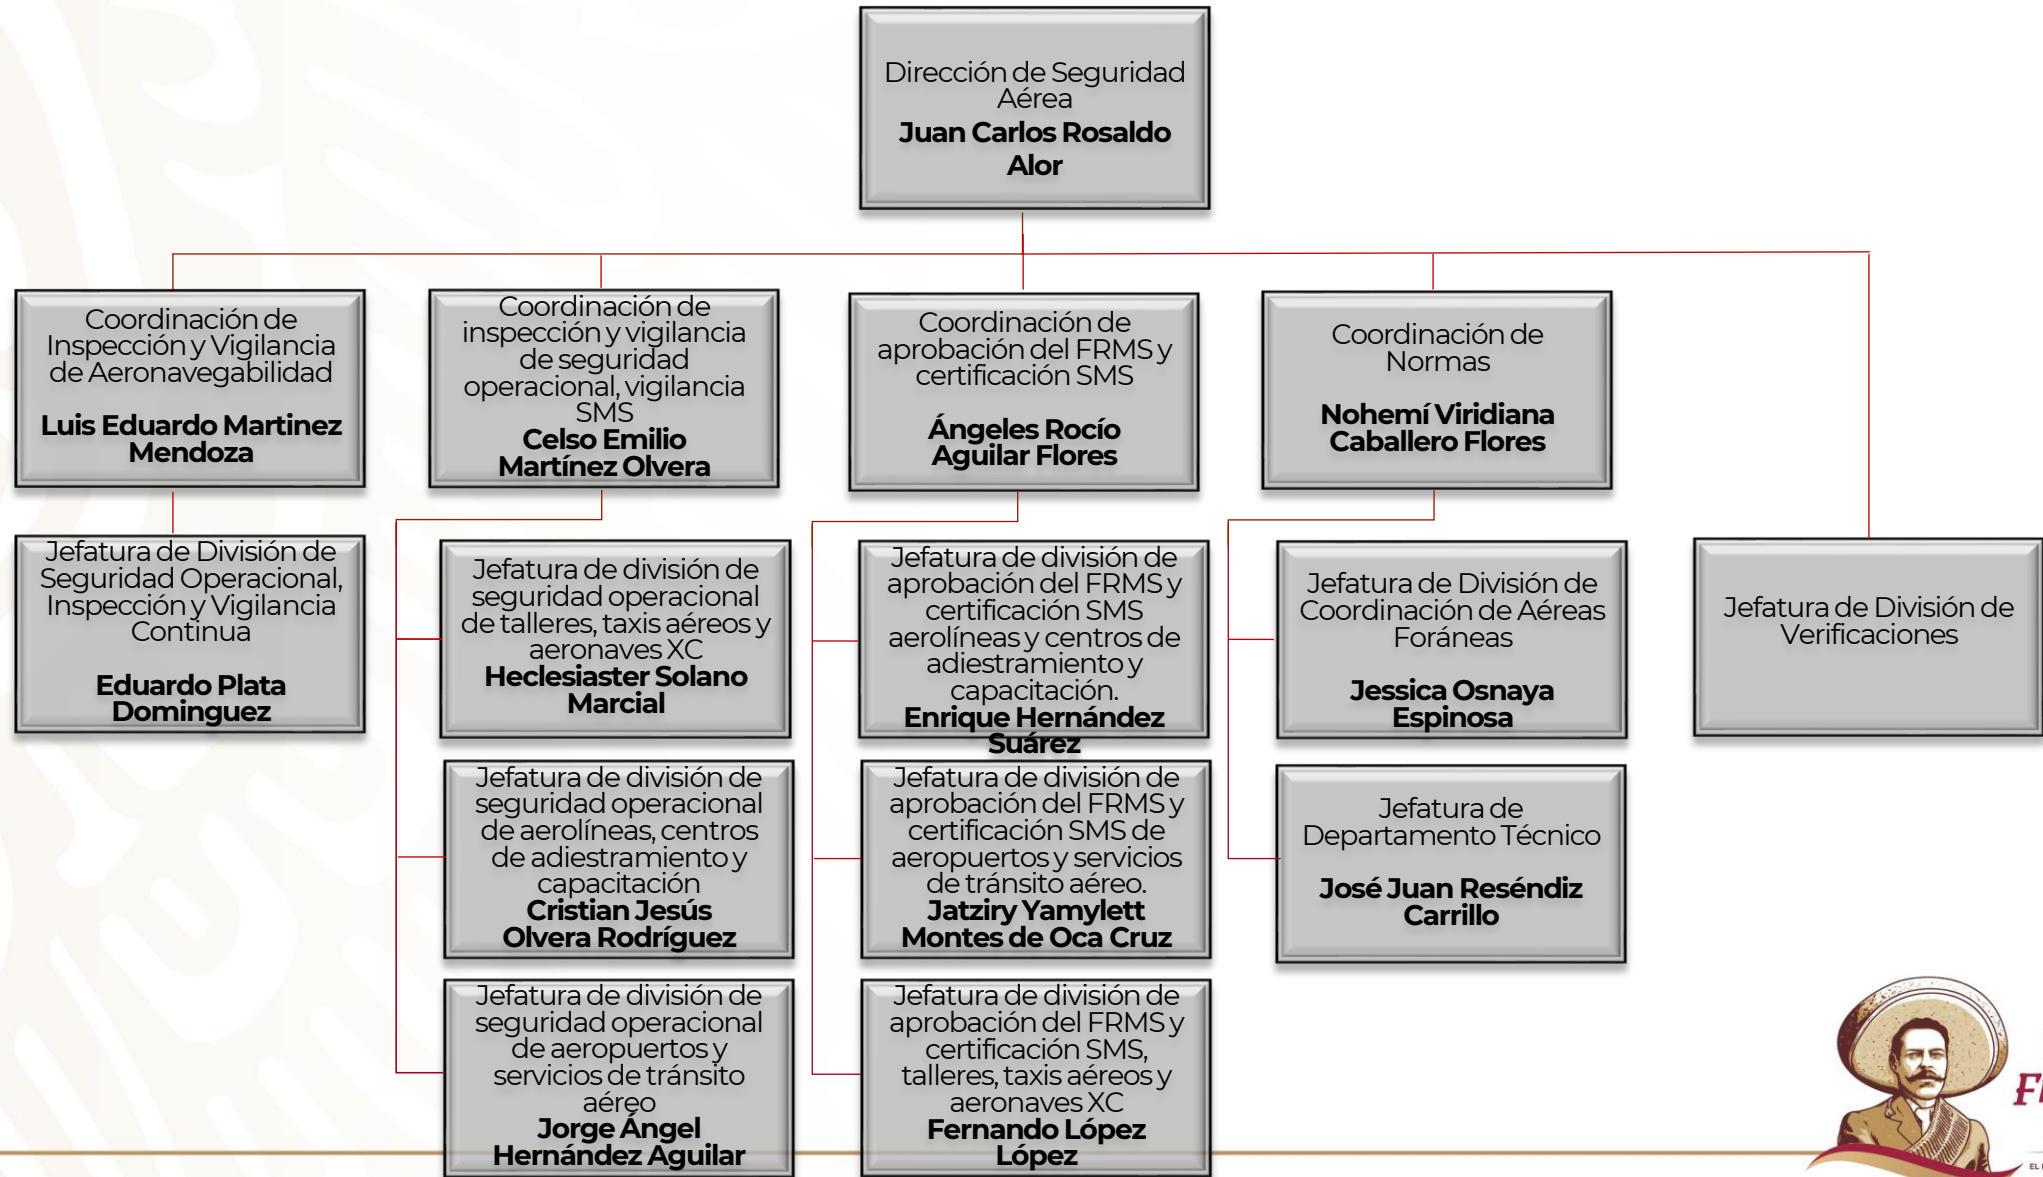 Dirección de Seguridad
Aérea
Juan Carlos Rosaldo
Alor
Coordinación de
Inspección y Vigilancia
de Aeronavegabilidad
Luis Eduardo Martinez
Mendoza
Coordinación de
inspección y vigilancia
de seguridad
operacional, vigilancia
SMS
Celso Emilio
Martínez Olvera
Coordinación de
aprobación del FRMS y
certificación SMS
Ángeles Rocío
Aguilar Flores
Coordinación de
Normas
Nohemí Viridiana
Caballero Flores
Jefatura de División de
Seguridad Operacional,
Inspección y Vigilancia
Continua
Eduardo Plata
Dominguez
Jefatura de división de
seguridad operacional
de talleres, taxis aéreos y
aeronaves XC
Heclesiaster Solano
Marcial
Jefatura de división de
aprobación del FRMS y
certificación SMS
aerolíneas y centros de
adiestramiento y
capacitación.
Enrique Hernández
Suárez
Jefatura de División de
Coordinación de Aéreas
Foráneas
Jessica Osnaya
Espinosa
Jefatura de División de
Verificaciones
Jefatura de división de
seguridad operacional
de aerolíneas, centros
de adiestramiento y
capacitación
Cristian Jesús
Olvera Rodríguez
Jefatura de división de
aprobación del FRMS y
certificación SMS de
aeropuertos y servicios
de tránsito aéreo.
Jatziry Yamylett
Montes de Oca Cruz
Jefatura de
Departamento Técnico
José Juan Reséndiz
Carrillo
Jefatura de división de
seguridad operacional
de aeropuertos y
servicios de tránsito
aéreo
Jorge Ángel
Hernández Aguilar
Jefatura de división de
aprobación del FRMS y
certificación SMS,
talleres, taxis aéreos y
aeronaves XC
Fernando López
López
EL